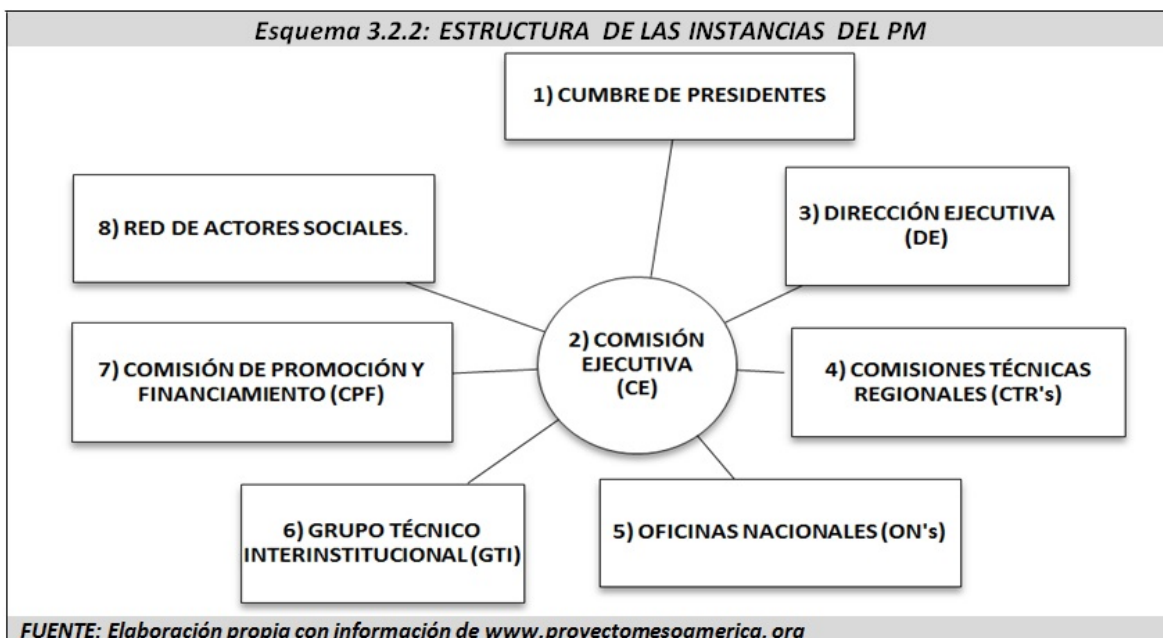 Esquema 3.2.2: ESTRUCTURA DE LAS INSTANCIAS DEL PM
1) CUMBRE DE PRESIDENTES
2) COMISIÓN
EJECUTIVA
(CE)
3) DIRECCIÓN EJECUTIVA
(DE)
4) COMISIONES TÉCNICAS
REGIONALES (CTR's)
5) OFICINAS NACIONALES (ON's)
6) GRUPO TÉCNICO
INTERINSTITUCIONAL (GTI)
7) COMISIÓN DE PROMOCIÓN Y
FINANCIAMIENTO (CPF)
8) RED DE ACTORES SOCIALES.
FUENTE: Elaboración propia con información de www.proyectomesoamerica.org